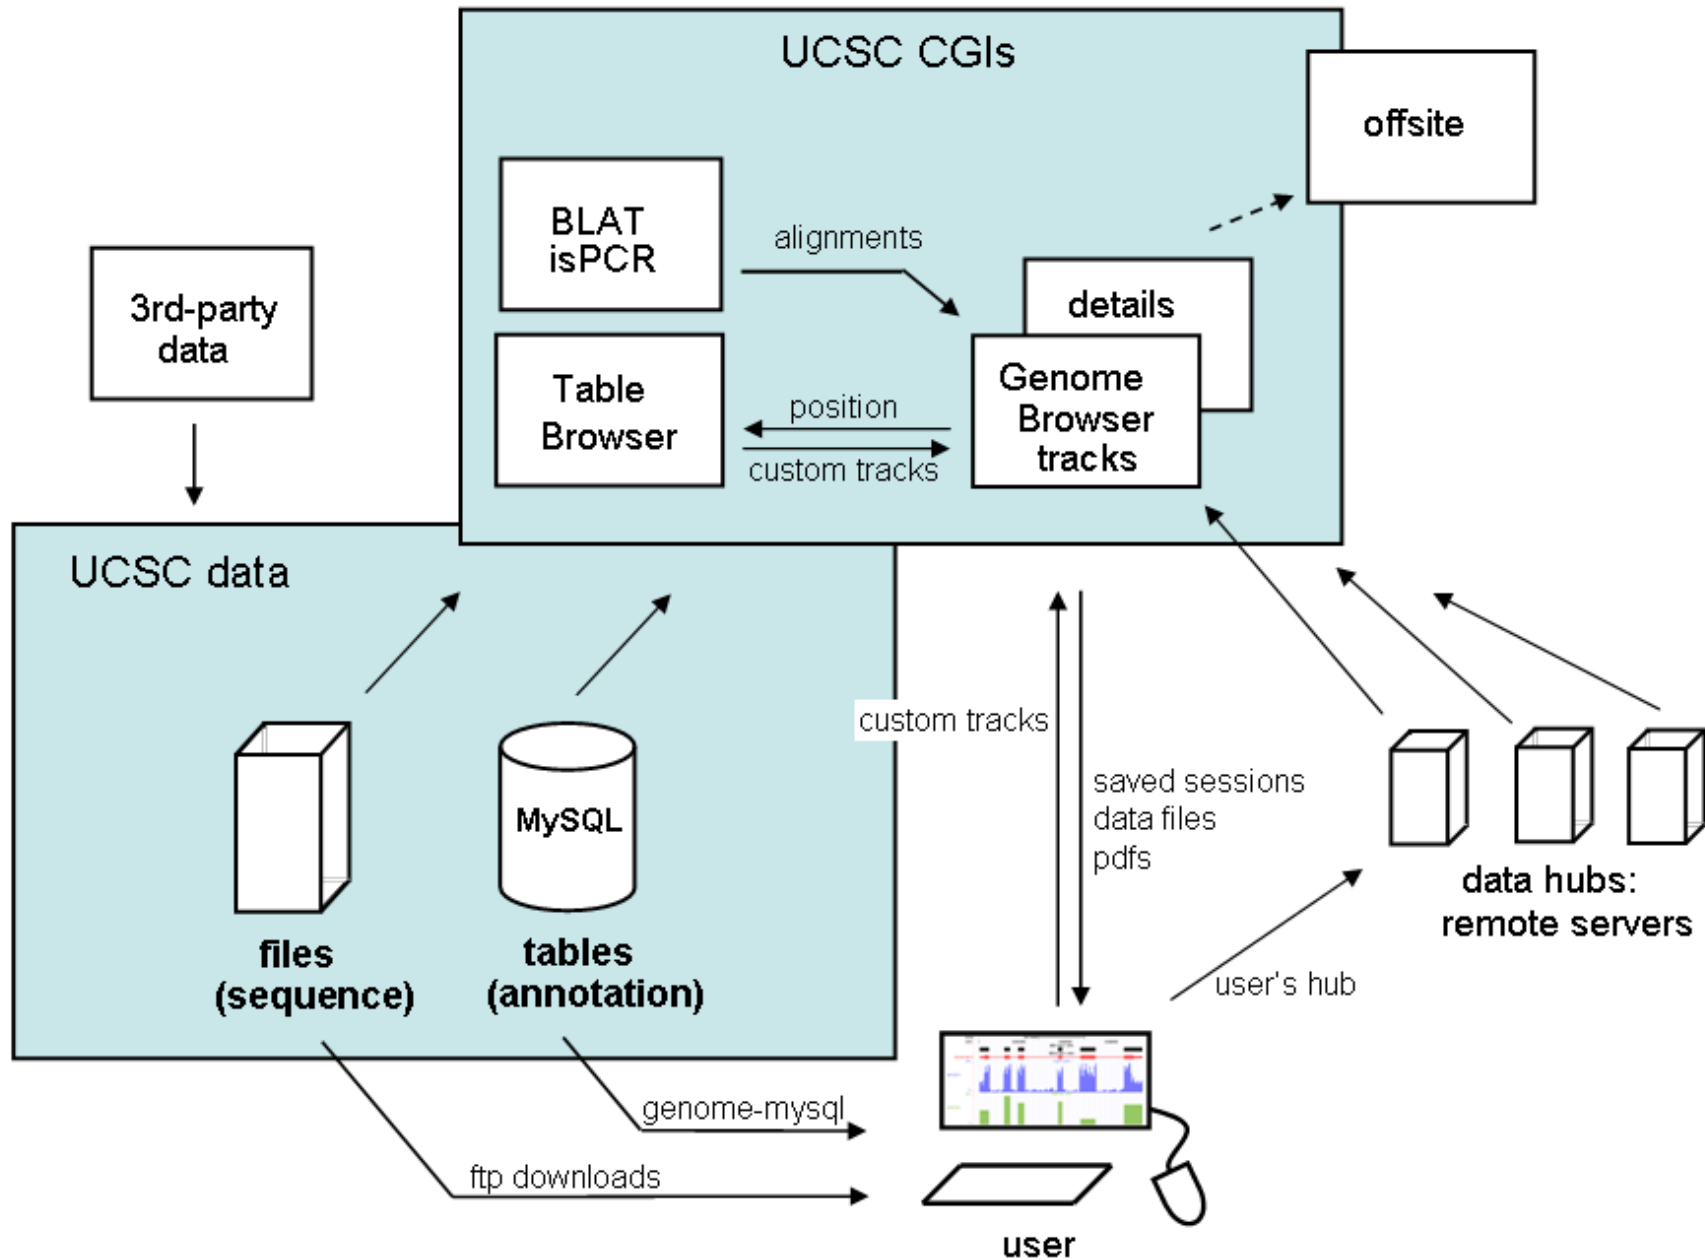 UCSC CGIs
offsite
BLAT
isPCR
alignments
details
3rd-party
data
Table
Browser
position
custom tracks
Genome
Browser
tracks
UCSC data
custom tracks
saved sessions
data files
pdfs
MySQL
files
(sequence)
tables
(annotation)
data hubs:
remote servers
user's hub
genome-mysql
ftp downloads
user